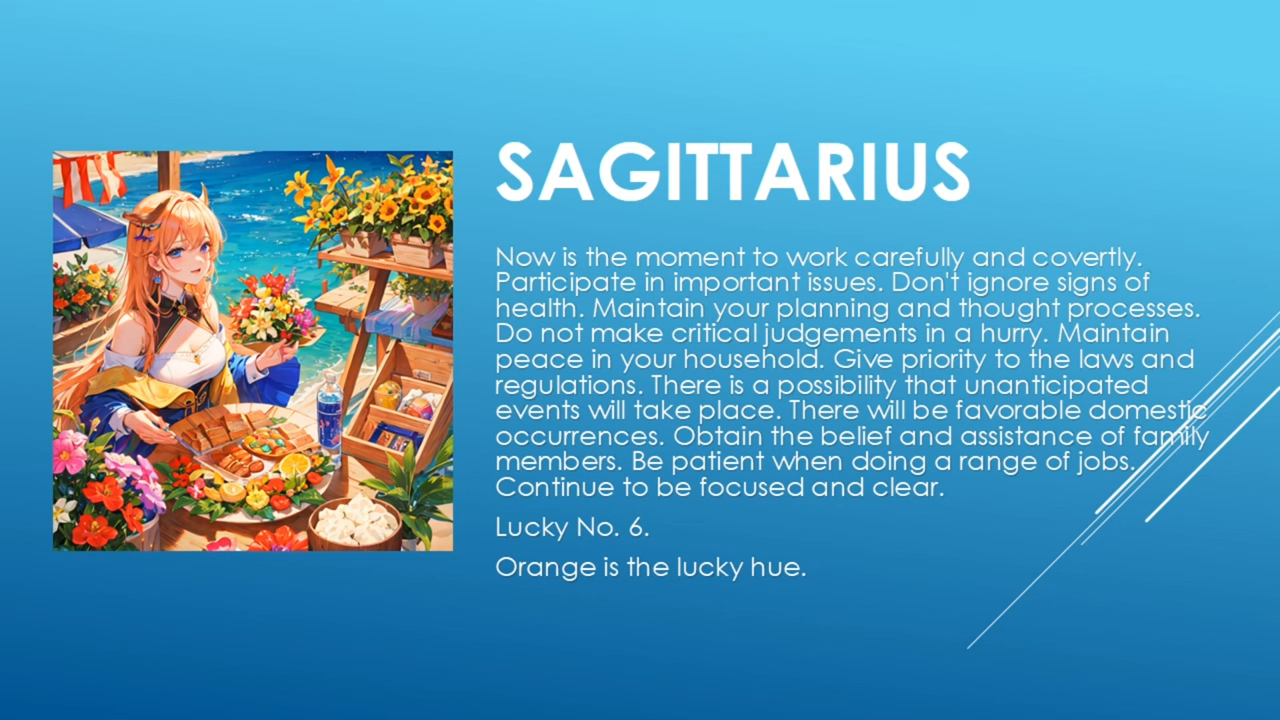 SAGITTARIUS
Now is the moment to work carefully and covertly.
Participate in important issues. Don't ignore signs of
health. Maintain your planning and thought processes.
Do not make critical judgements in a hurry. Maintain
peace in your household. Give priority to the laws and
regulations. There is a possibility that unanticipated
events will take place. There will be favorable domestic
occurrences. Obtain the belief and assistance of family
members. Be patient when doing a range of jobs.
Continue to be focused and clear.
Lucky No. 6.
Orange is the lucky hue.